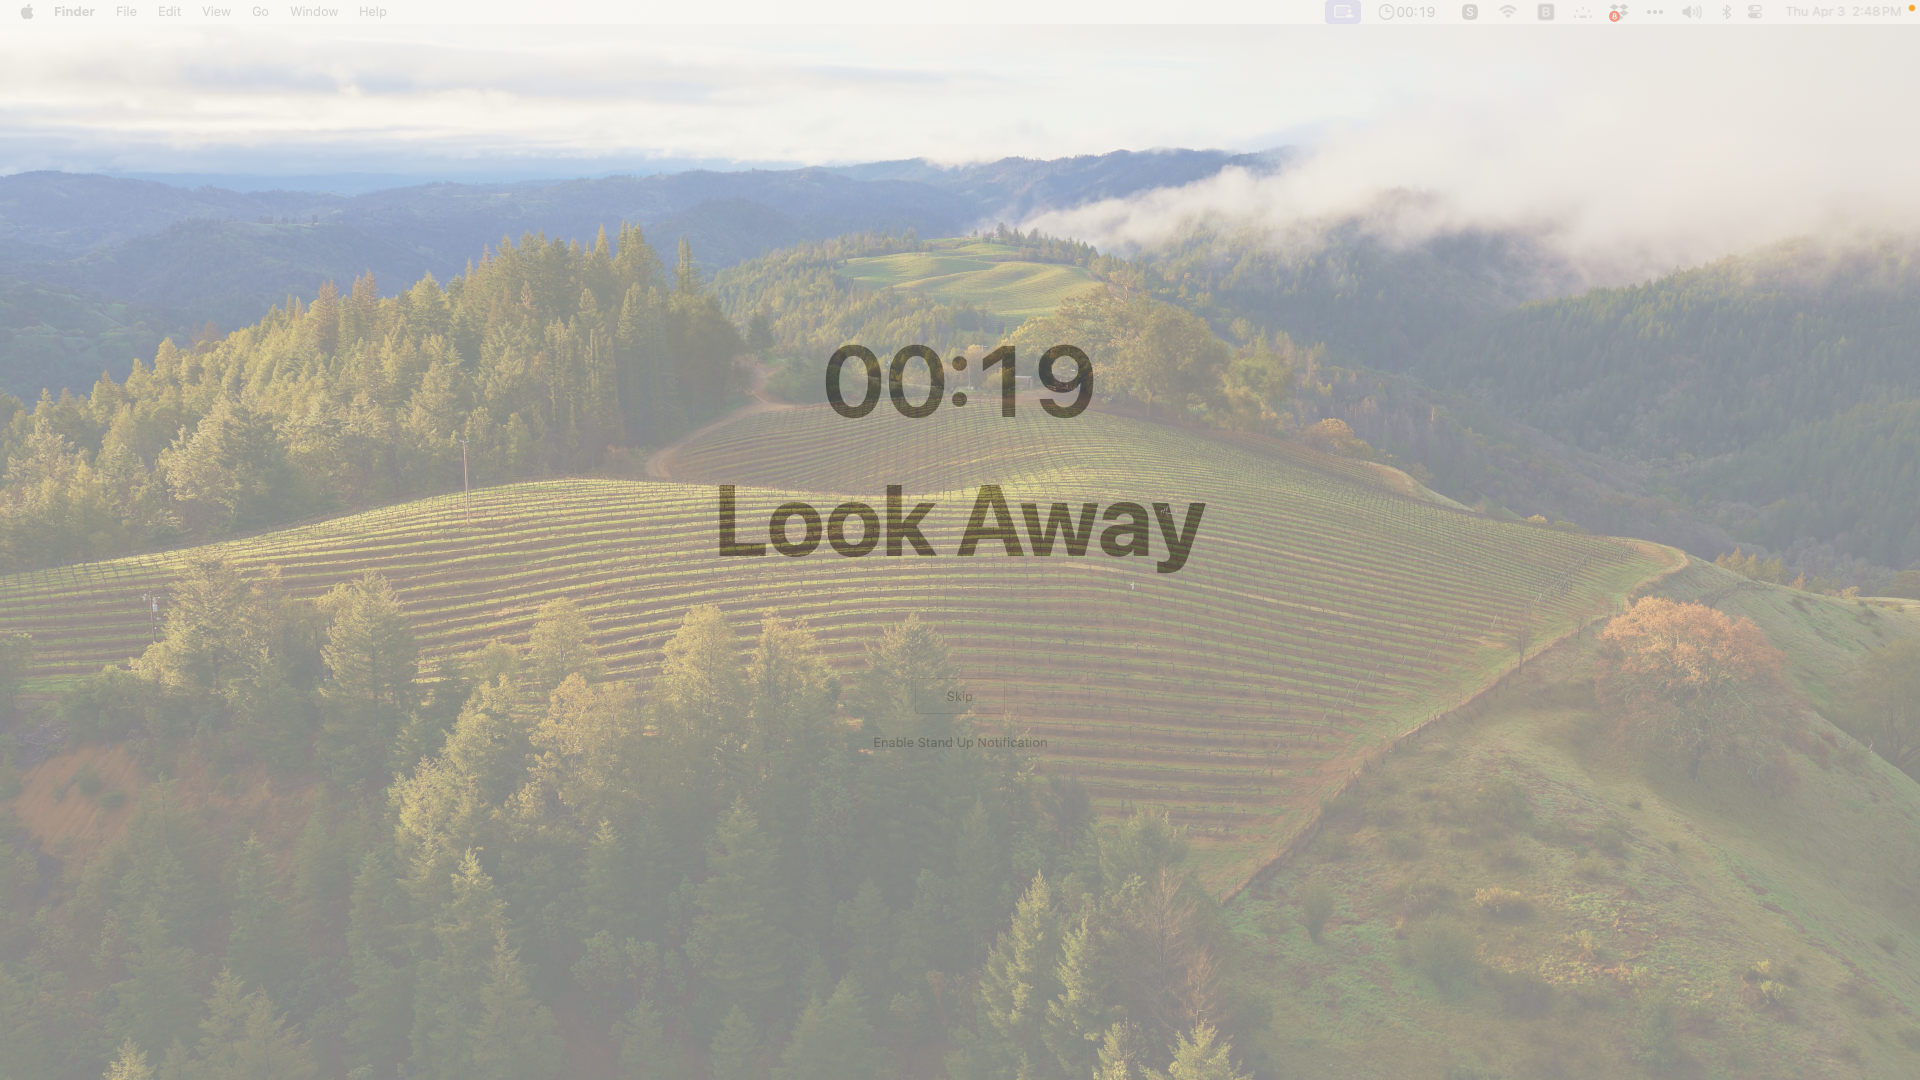 Finder File Edit View Go Window Help 00:19 S B 8 Thu Apr 3 2:48 PM
00:19
Look Away
Skip
Enable Stand Up Notification